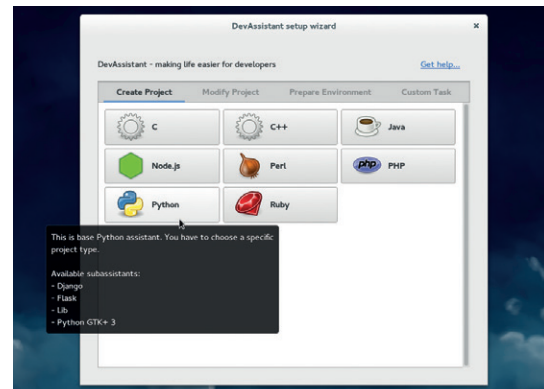 DevAssistant setup wizard
DevAssistant - making life easier for developers
Get help...
Create Project
Modify Project
Prepare Environment
Custom Task
C
C++
Java
Node.js
Perl
php
PHP
Python
Ruby
This is base Python assistant. You have to choose a specific
project type.
Available subassistants:
- Django
- Flask
- Lib
- Python GTK+ 3